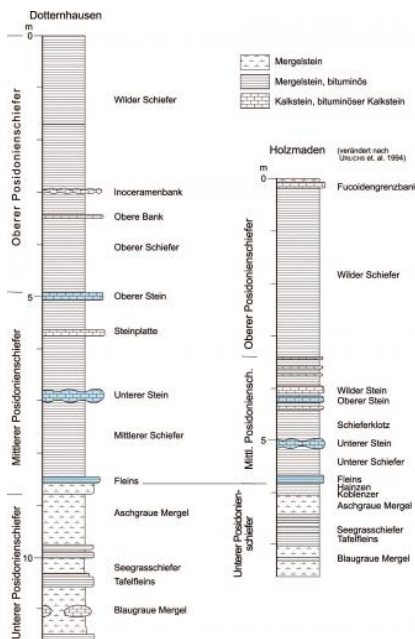 Dotternhausen
0
m
Oberer Posidonienschiefer
Wilder Schiefer
Inoceramenbank
Obere Bank
Oberer Schiefer
5
Oberer Stein
Mittlerer Posidonienschiefer
Steinplatte
Unterer Stein
Mittlerer Schiefer
Fleins
Unterer Posidonienschiefer
Aschgraue Mergel
10
Seegrasschiefer
Tafelfleins
Blaugraue Mergel
Mergelstein
Mergelstein, bituminös
Kalkstein, bituminöser Kalkstein
Holzmaden
(verändert nach
URLICHS et. al. 1994)
m
0
Fucoidengrenzbank
Oberer Posidonienschiefer
Wilder Schiefer
Mittl. Posidoniensch.
Wilder Stein
Oberer Stein
Schieferklotz
5
Unterer Stein
Unterer Schiefer
Fleins
Hainzen
Koblenzer
Unterer Posidonien-
schiefer
Aschgraue Mergel
Seegrasschiefer
Tafelfleins
Blaugraue Mergel